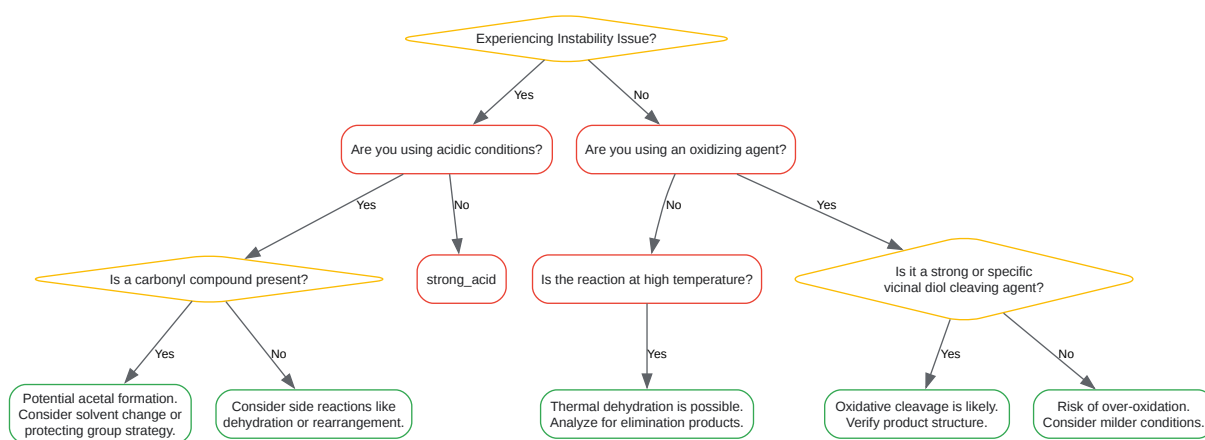 Experiencing Instability Issue?
Yes
No
Are you using acidic conditions?
Are you using an oxidizing agent?
Yes
No
No
Yes
Is a carbonyl compound present?
strong_acid
Is the reaction at high temperature?
Is it a strong or specific
vicinal diol cleaving agent?
Yes
No
Yes
Yes
No
Potential acetal formation.
Consider solvent change or
protecting group strategy.
Consider side reactions like
dehydration or rearrangement.
Thermal dehydration is possible.
Analyze for elimination products.
Oxidative cleavage is likely.
Verify product structure.
Risk of over-oxidation.
Consider milder conditions.